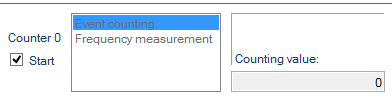 Counter 0
Start
Event counting
Frequency measurement
Counting value:
0